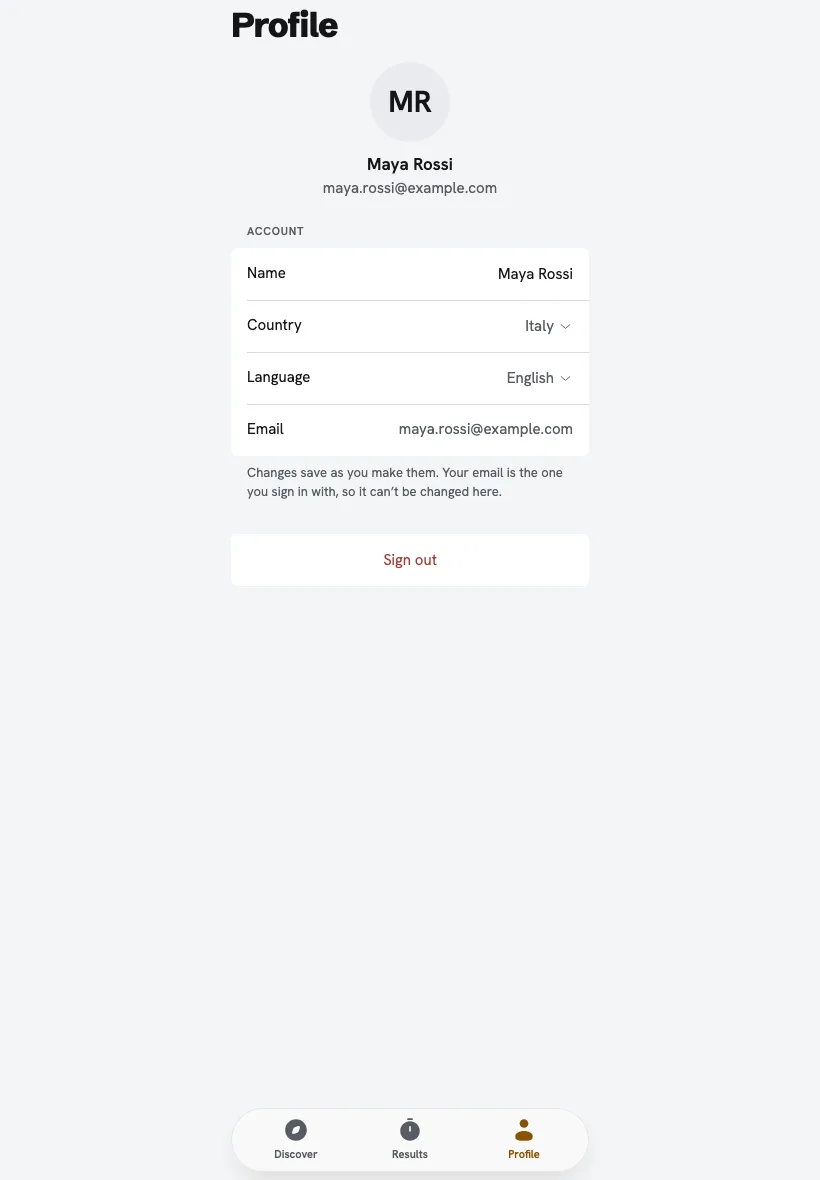 Profile
MR
Maya Rossi
maya.rossi@example.com
ACCOUNT
Name Maya Rossi
Country Italy
Language English
Email maya.rossi@example.com
Changes save as you make them. Your email is the one
you sign in with, so it can’t be changed here.
Sign out
Discover Results Profile